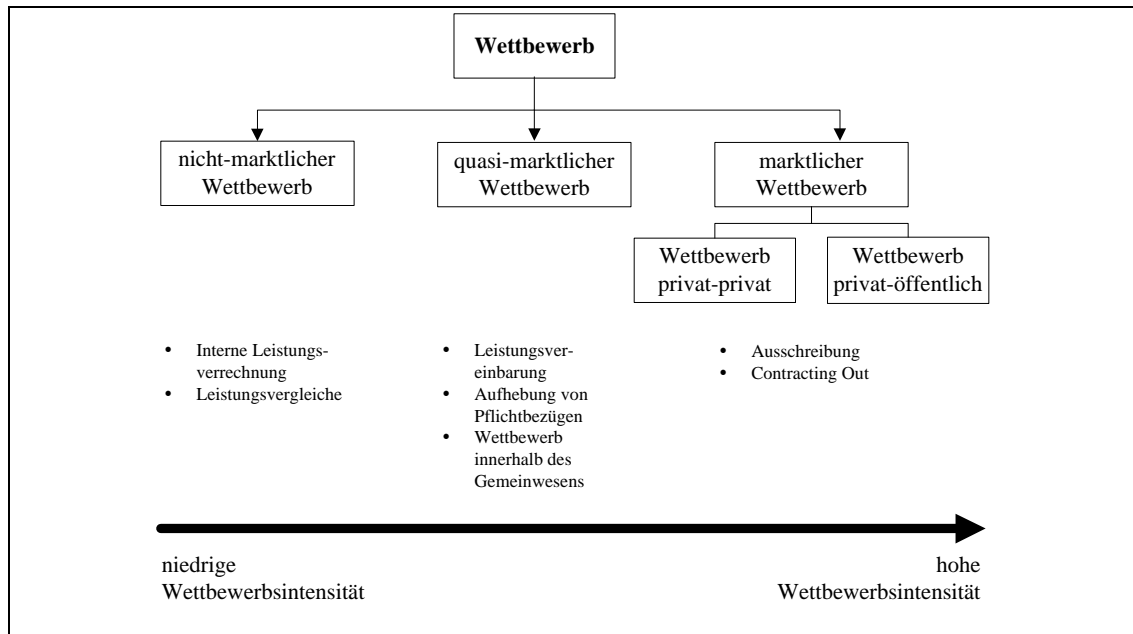 Wettbewerb
nicht-marktlicher
Wettbewerb
quasi-marktlicher
Wettbewerb
marktlicher
Wettbewerb
Wettbewerb
privat-privat
Wettbewerb
privat-öffentlich
• Interne Leistungs-
verrechnung
• Leistungsvergleiche
• Leistungsver-
einbarung
• Aufhebung von
Pflichtbezügen
• Wettbewerb
innerhalb des
Gemeinwesens
• Ausschreibung
• Contracting Out
niedrige
Wettbewerbsintensität
hohe
Wettbewerbsintensität